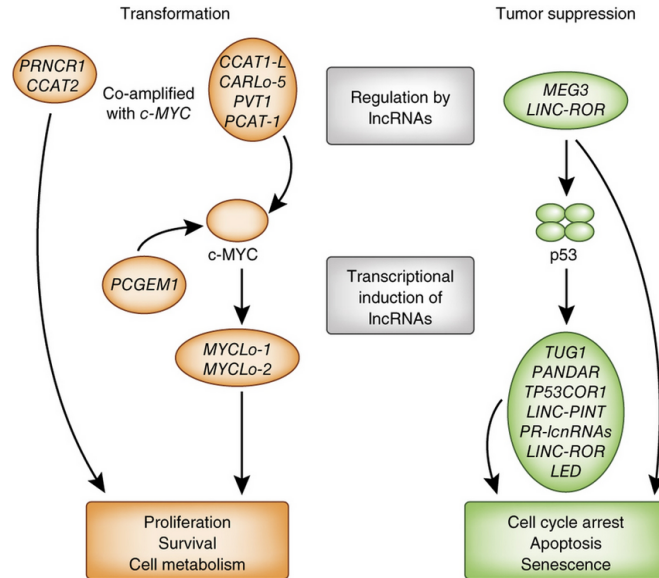 Transformation
Tumor suppression
PRNCR1
CCAT2
Co-amplified
with c-MYC
CCAT1-L
CARLo-5
PVT1
PCAT-1
Regulation by
lncRNAs
MEG3
LINC-ROR
c-MYC
p53
PCGEM1
Transcriptional
induction of
lncRNAs
MYCLo-1
MYCLo-2
TUG1
PANDAR
TP53COR1
LINC-PINT
PR-lcnRNAs
LINC-ROR
LED
Proliferation
Survival
Cell metabolism
Cell cycle arrest
Apoptosis
Senescence